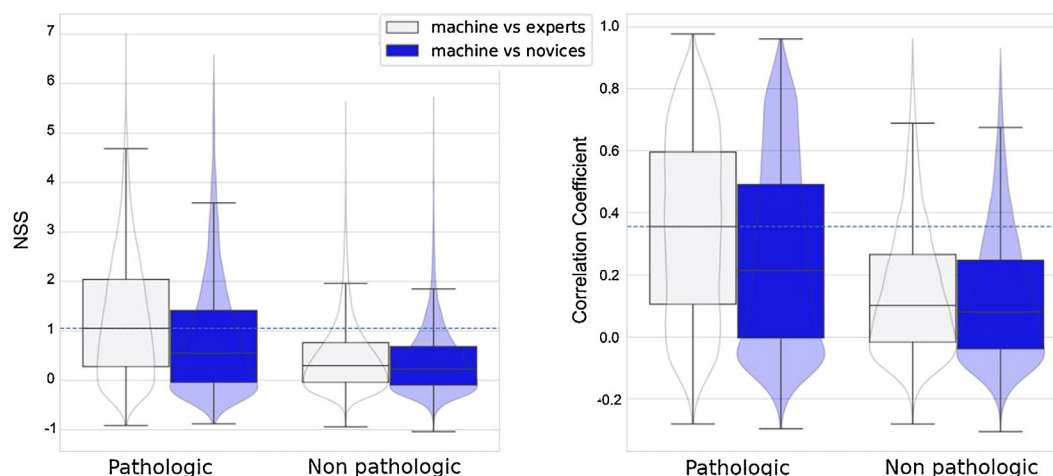 machine vs experts
machine vs novices
NSS
7
6
5
4
3
2
1
0
-1
Pathologic
Non pathologic
Correlation Coefficient
1.0
0.8
0.6
0.4
0.2
0.0
-0.2
Pathologic
Non pathologic